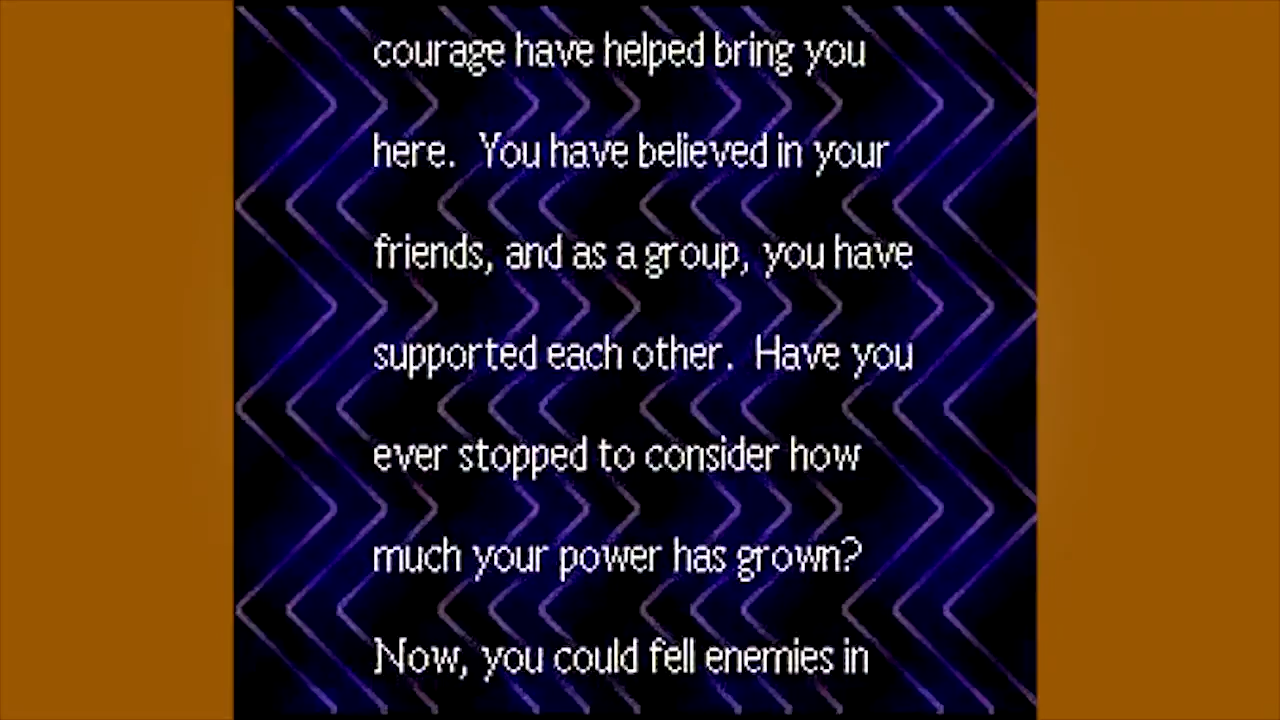 courage have helped bring you
here.  You have believed in your
friends, and as a group, you have
supported each other.  Have you
ever stopped to consider how
much your power has grown?
Now, you could fell enemies in